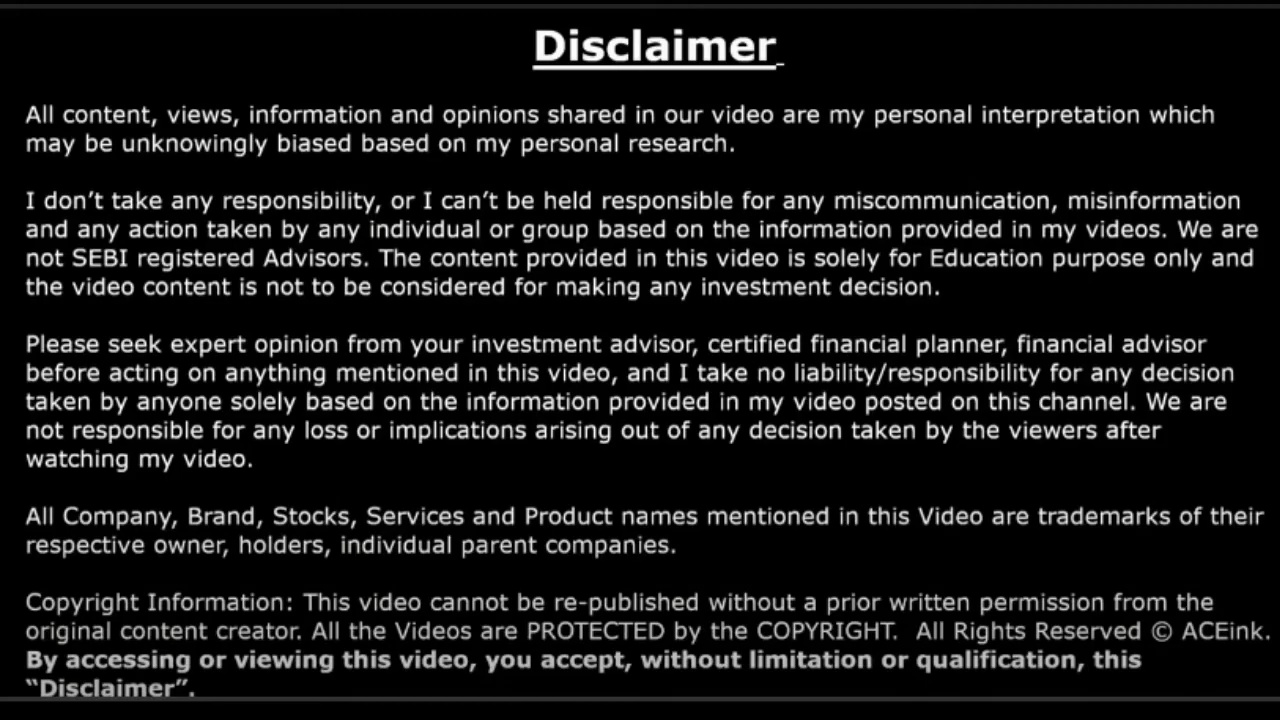 Disclaimer
All content, views, information and opinions shared in our video are my personal interpretation which
may be unknowingly biased based on my personal research.
I don’t take any responsibility, or I can’t be held responsible for any miscommunication, misinformation
and any action taken by any individual or group based on the information provided in my videos. We are
not SEBI registered Advisors. The content provided in this video is solely for Education purpose only and
the video content is not to be considered for making any investment decision.
Please seek expert opinion from your investment advisor, certified financial planner, financial advisor
before acting on anything mentioned in this video, and I take no liability/responsibility for any decision
taken by anyone solely based on the information provided in my video posted on this channel. We are
not responsible for any loss or implications arising out of any decision taken by the viewers after
watching my video.
All Company, Brand, Stocks, Services and Product names mentioned in this Video are trademarks of their
respective owner, holders, individual parent companies.
Copyright Information: This video cannot be re-published without a prior written permission from the
original content creator. All the Videos are PROTECTED by the COPYRIGHT.  All Rights Reserved © ACEink.
By accessing or viewing this video, you accept, without limitation or qualification, this
“Disclaimer”.